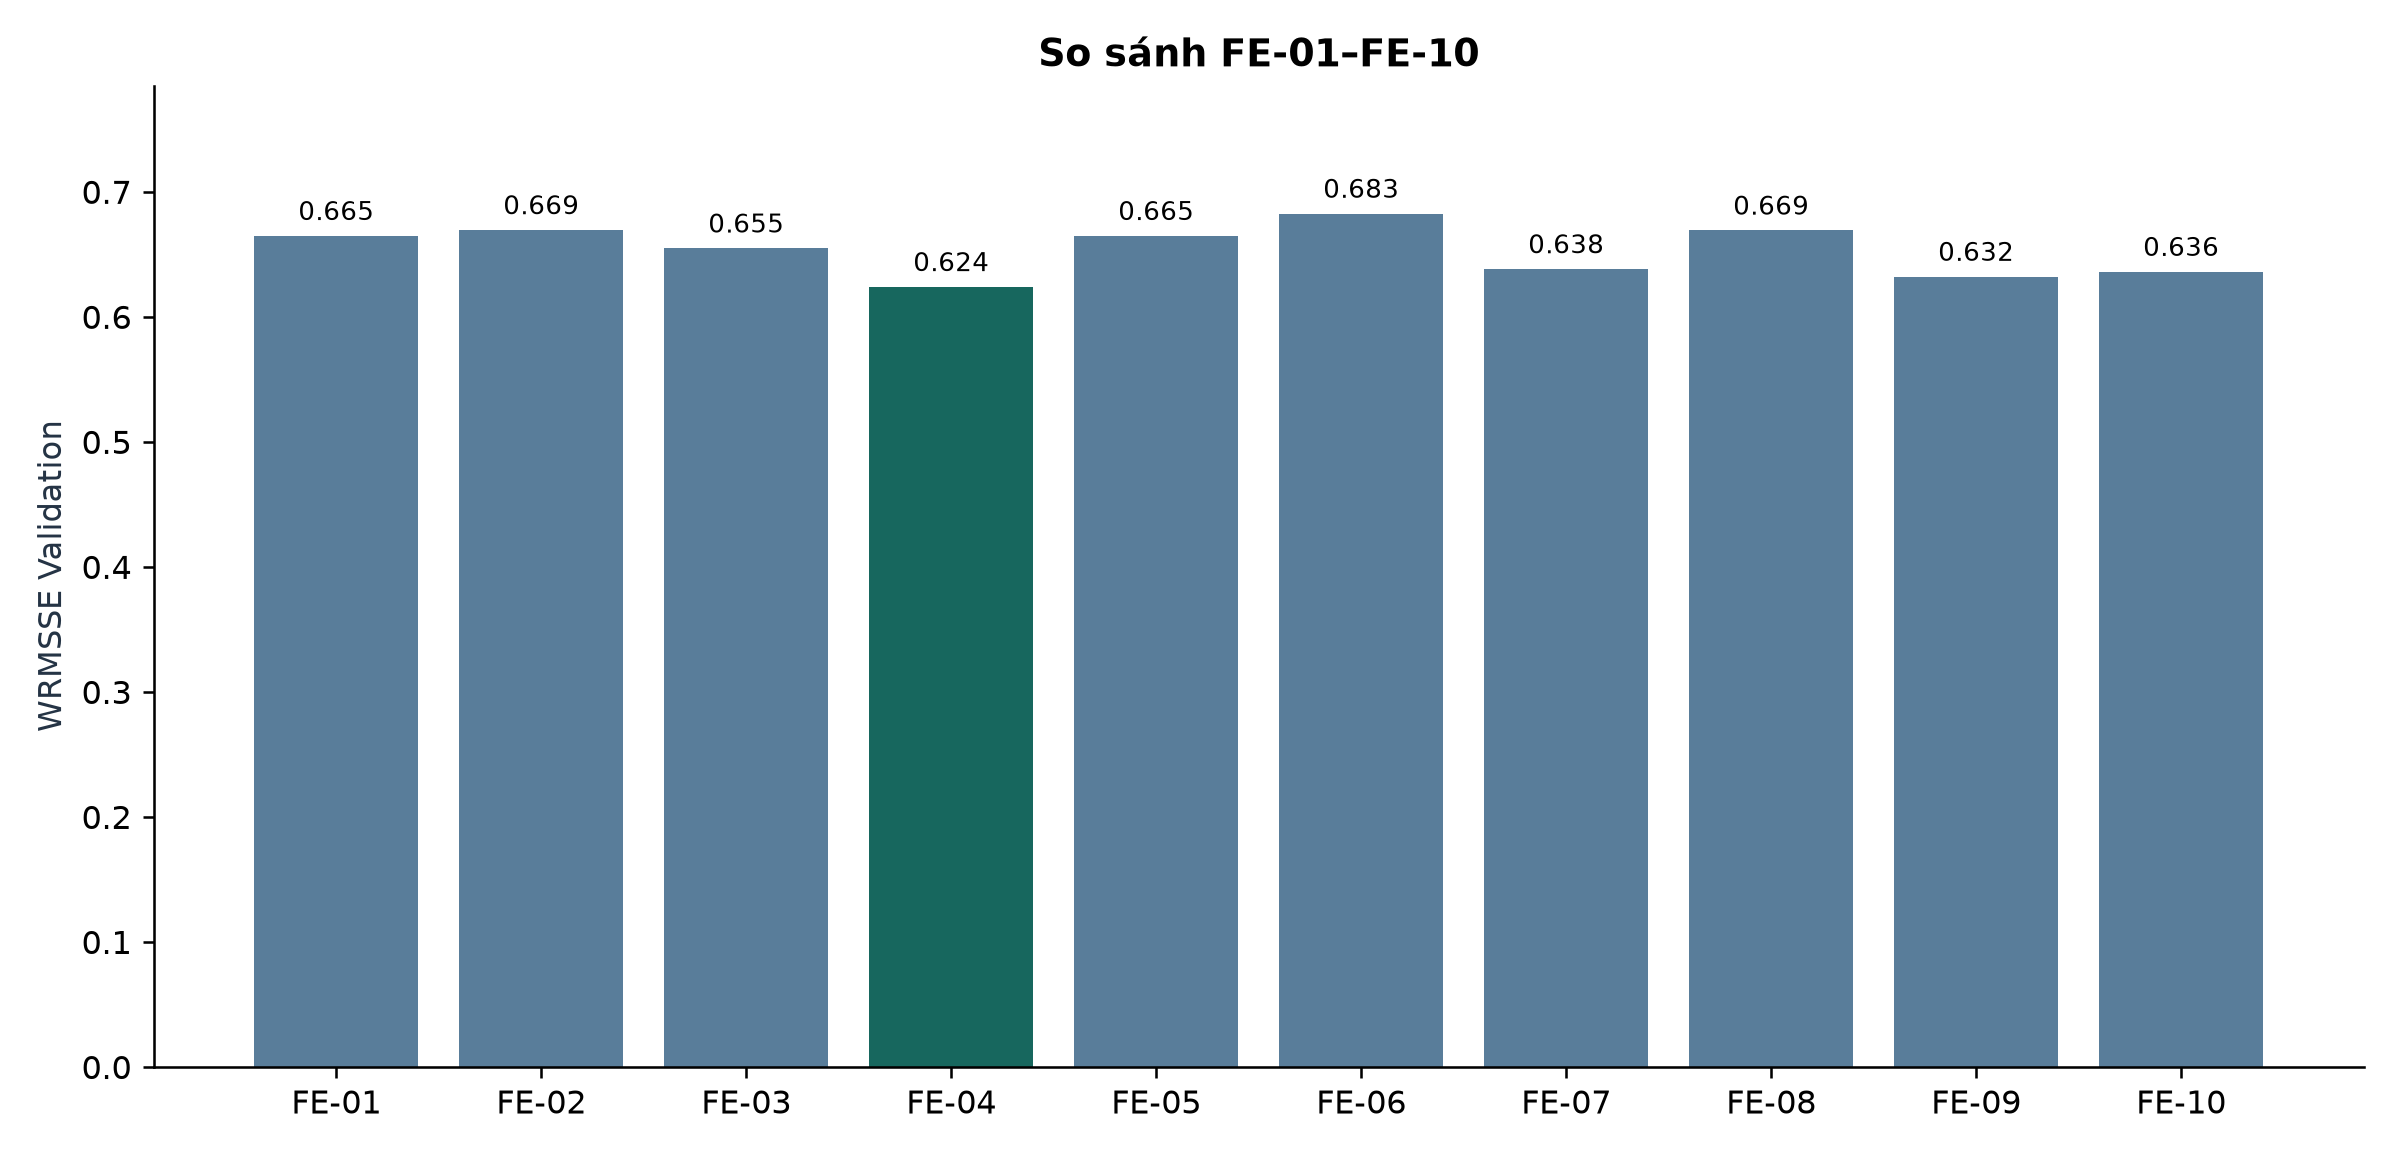 So sánh FE-01–FE-10
WRMSSE Validation
0.7
0.6
0.5
0.4
0.3
0.2
0.1
0.0
0.665
0.669
0.655
0.624
0.665
0.683
0.638
0.669
0.632
0.636
FE-01
FE-02
FE-03
FE-04
FE-05
FE-06
FE-07
FE-08
FE-09
FE-10